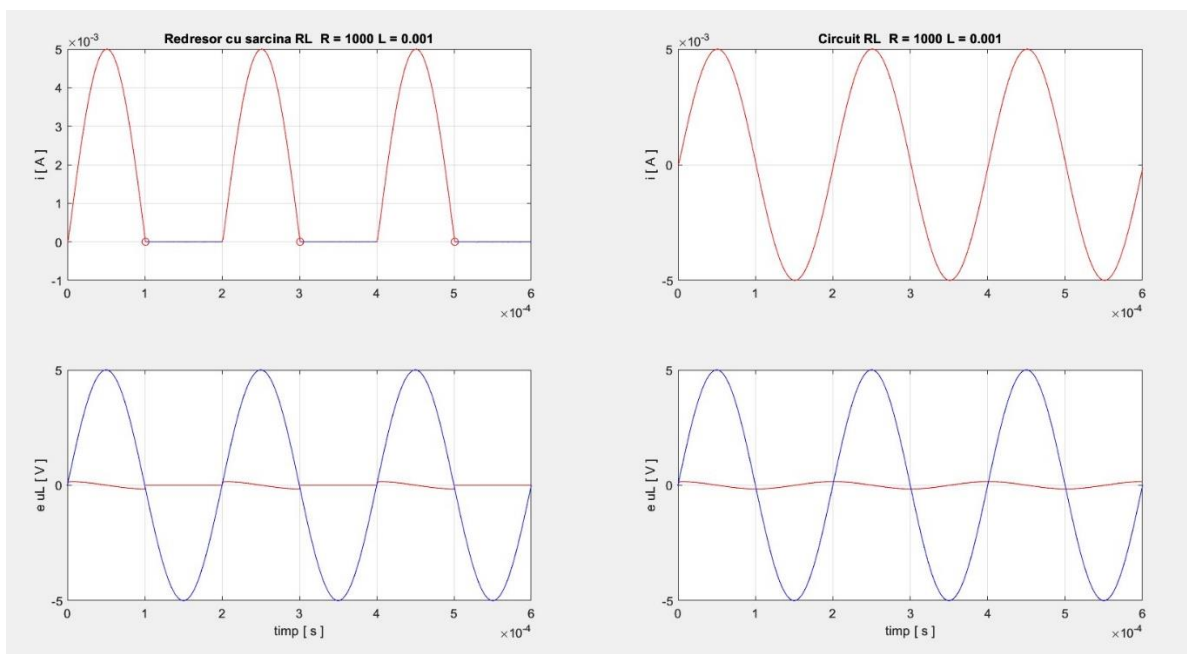 Redresor cu sarcina RL R = 1000 L = 0.001
×10-3
5
4
3
2
1
0
-1
i [ A ]
0 1 2 3 4 5 6
×10-4
Circuit RL R = 1000 L = 0.001
×10-3
5
0
-5
i [ A ]
0 1 2 3 4 5 6
×10-4
5
0
-5
e uL [ V ]
0 1 2 3 4 5 6
timp [ s ]
×10-4
5
0
-5
e uL [ V ]
0 1 2 3 4 5 6
timp [ s ]
×10-4